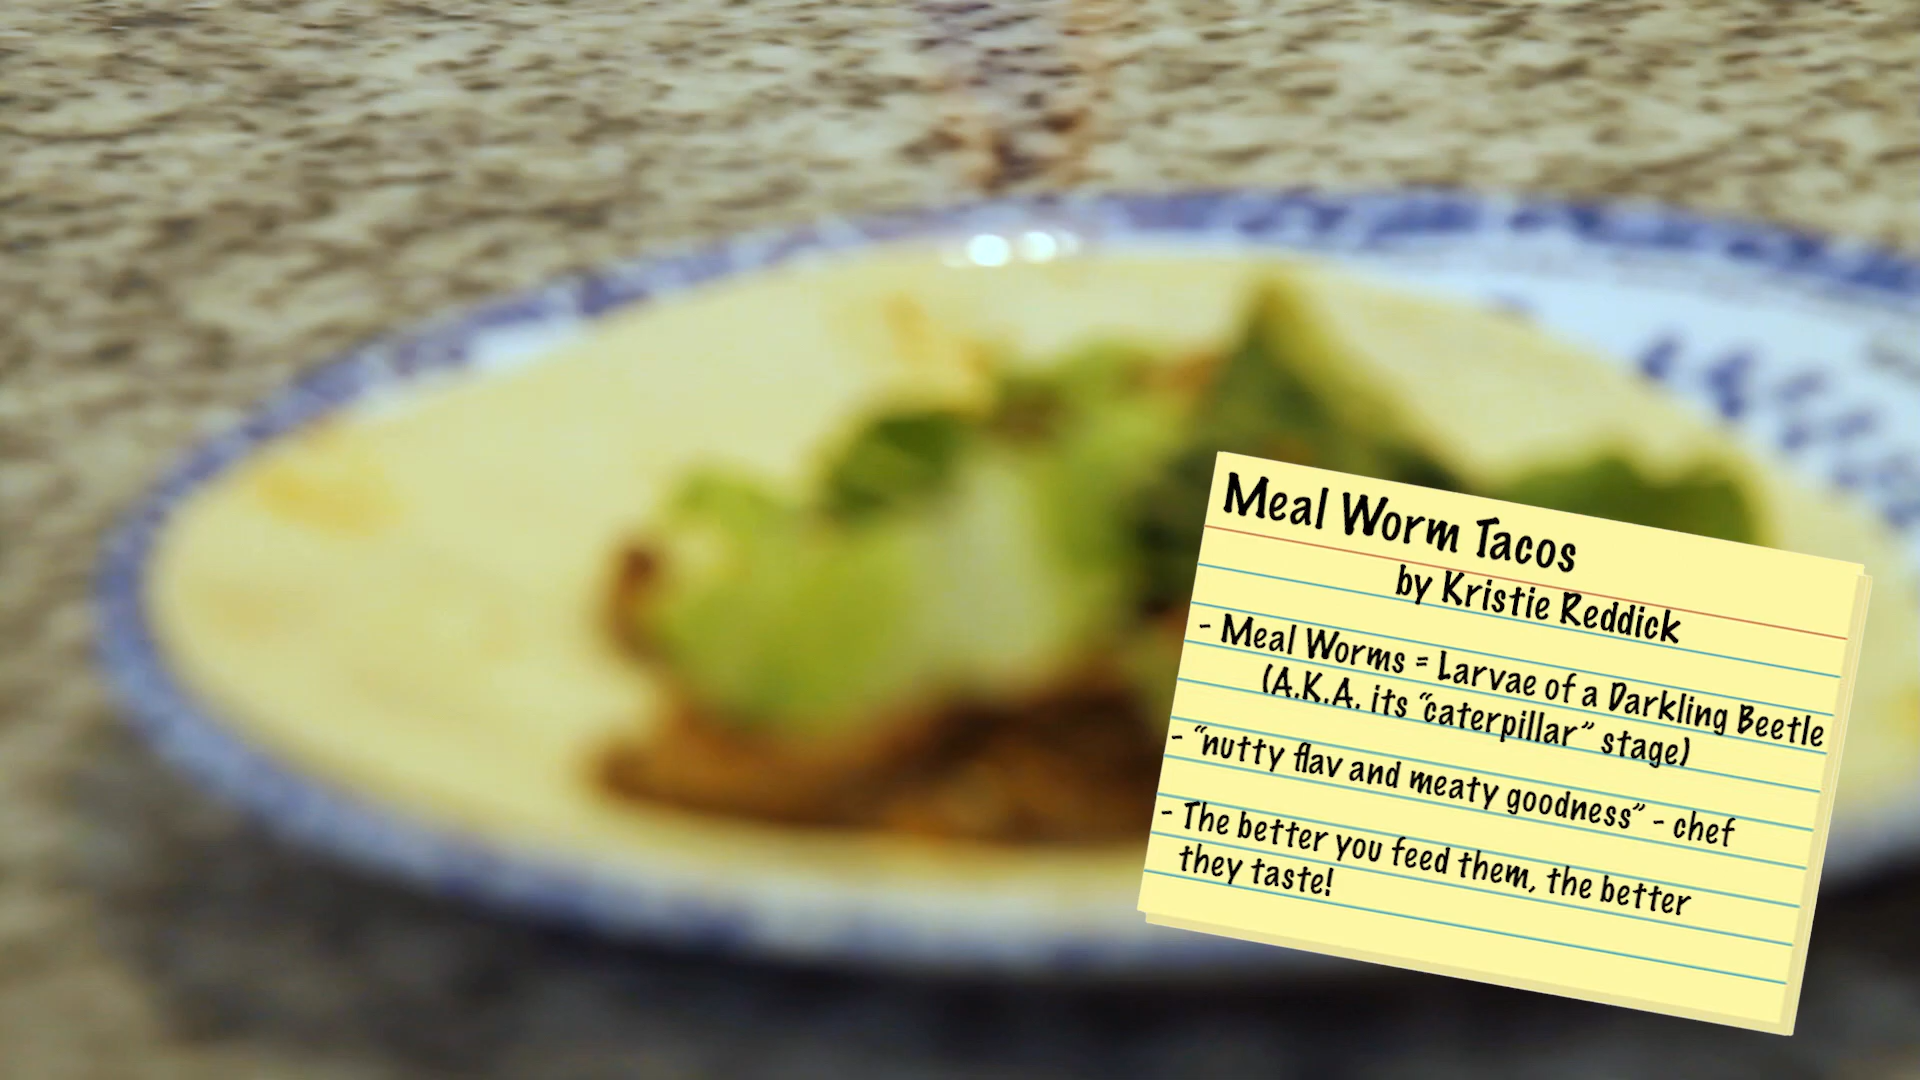 Meal Worm Tacos
by Kristie Reddick
- Meal Worms = Larvae of a Darkling Beetle
(A.K.A. its “caterpillar” stage)
- “nutty flav and meaty goodness” - chef
- The better you feed them, the better
they taste!